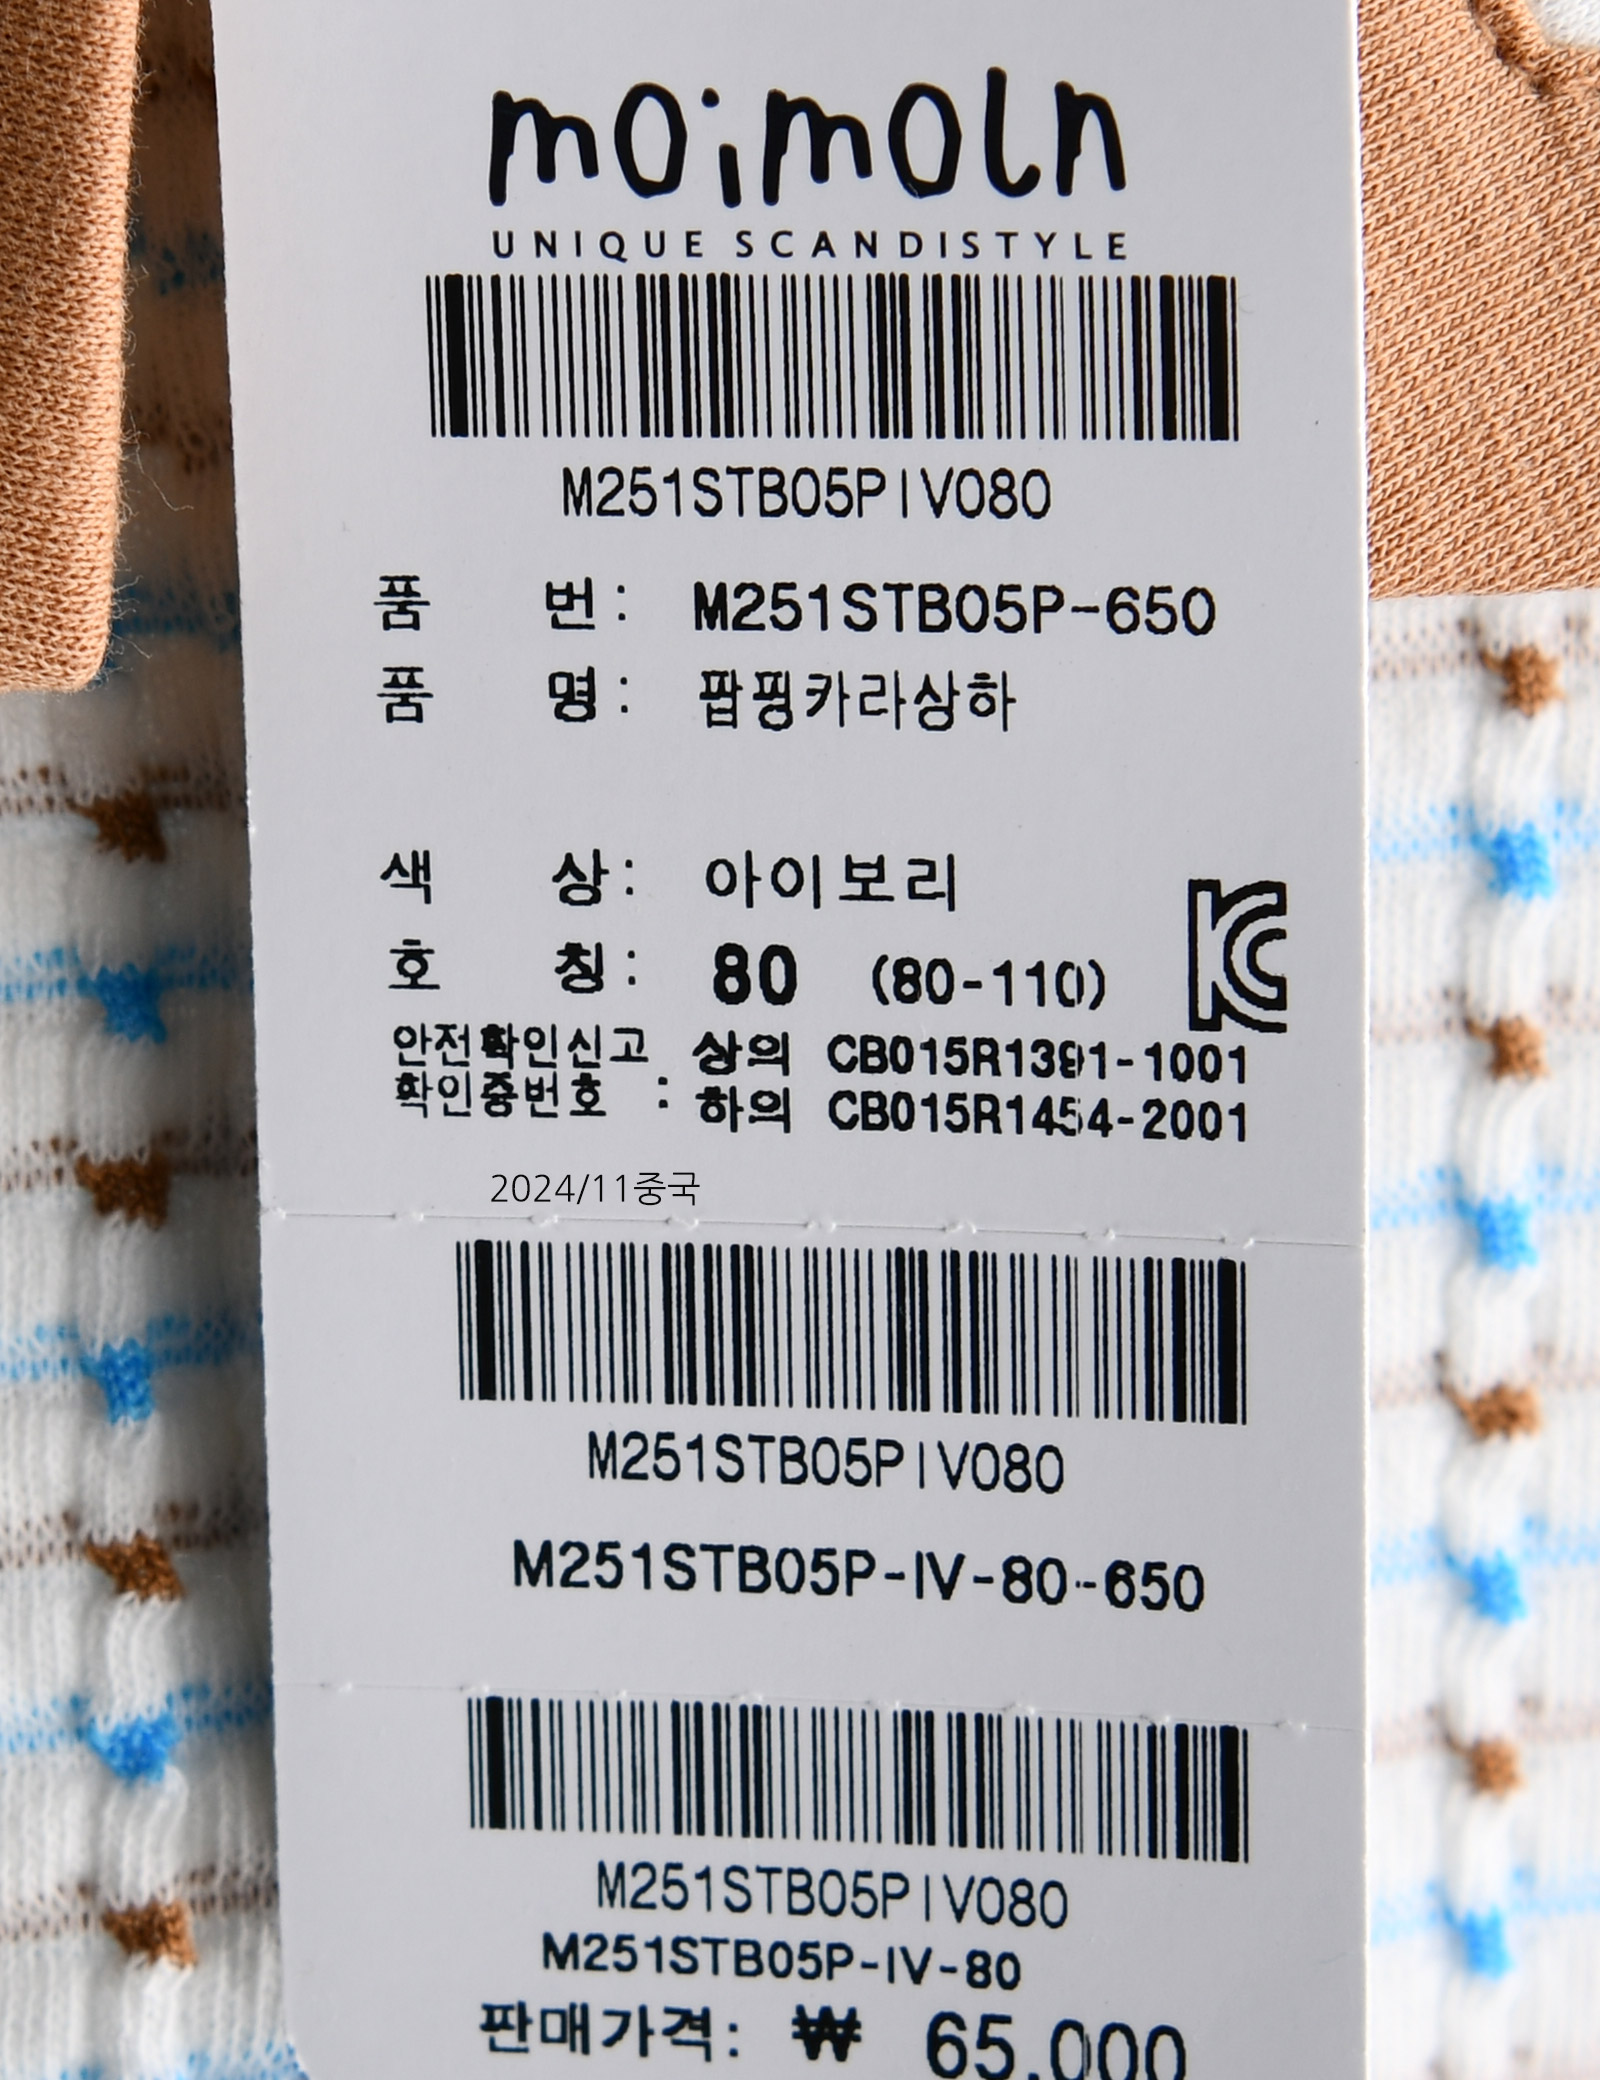 moimoln
UNIQUE SCANDISTYLE
M251STB05PIV080
품 번: M251STB05P-650
품 명: 팝핑카라상하
색 상: 아이보리
호 칭: 80 (80-110)
안전확인신고 상의 CB015R1391-1001
확인증번호 : 하의 CB015R1454-2001
2024/11중국
M251STB05PIV080
M251STB05P-IV-80-650
M251STB05PIV080
M251STB05P-IV-80
판매가격: ₩ 65,000